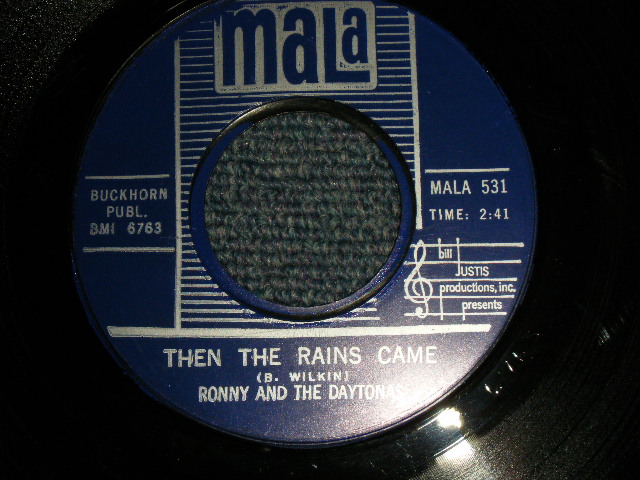 mala
BUCKHORN
PUBL.
BMI 6763
MALA 531
TIME: 2:41
bill
JUSTIS
productions, inc.
presents
THEN THE RAINS CAME
(B. WILKIN)
RONNY AND THE DAYTONAS